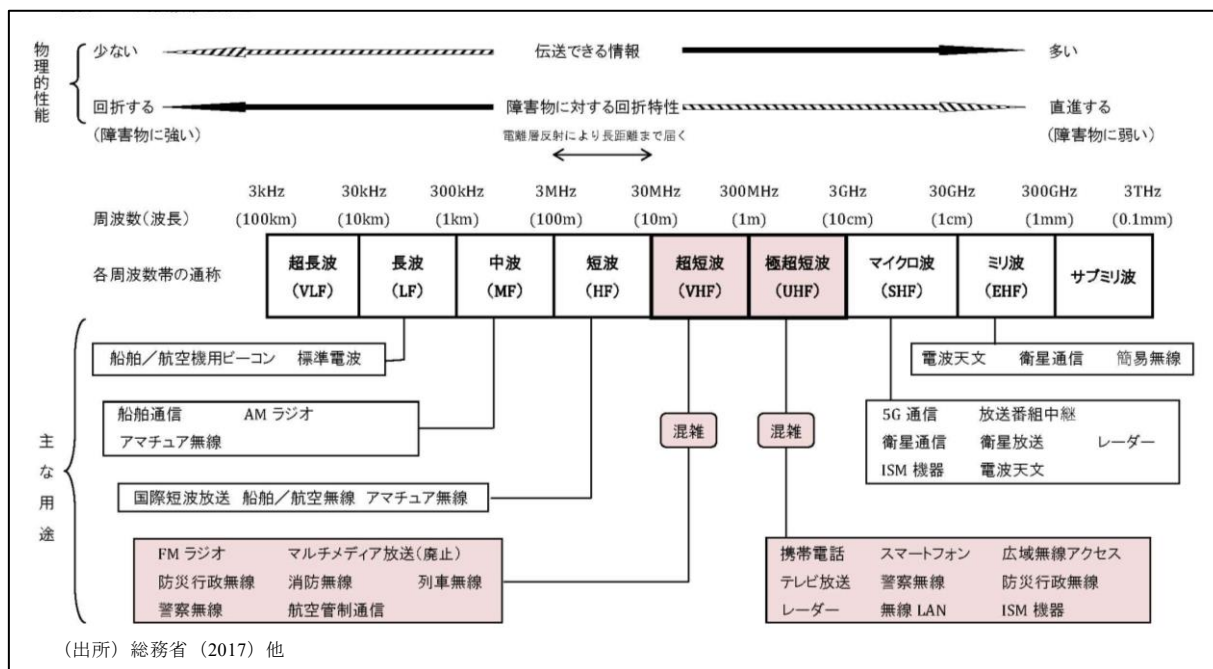 物理的性能
少ない 伝送できる情報 多い
回折する 障害物に対する回折特性 直進する
(障害物に強い) 電離層反射により長距離まで届く (障害物に弱い)
3kHz 30kHz 300kHz 3MHz 30MHz 300MHz 3GHz 30GHz 300GHz 3THz
周波数(波長) (100km) (10km) (1km) (100m) (10m) (1m) (10cm) (1cm) (1mm) (0.1mm)
各周波数帯の通称
超長波 長波 中波 短波 超短波 極超短波 マイクロ波 ミリ波 サブミリ波
(VLF) (LF) (MF) (HF) (VHF) (UHF) (SHF) (EHF)
主な用途
船舶／航空機用ビーコン 標準電波
電波天文 衛星通信 簡易無線
船舶通信 AM ラジオ
アマチュア無線
混雑 混雑
5G 通信 放送番組中継
衛星通信 衛星放送 レーダー
ISM 機器 電波天文
国際短波放送 船舶／航空無線 アマチュア無線
FM ラジオ マルチメディア放送(廃止)
防災行政無線 消防無線 列車無線
警察無線 航空管制通信
携帯電話 スマートフォン 広域無線アクセス
テレビ放送 警察無線 防災行政無線
レーダー 無線 LAN ISM 機器
(出所) 総務省 (2017) 他